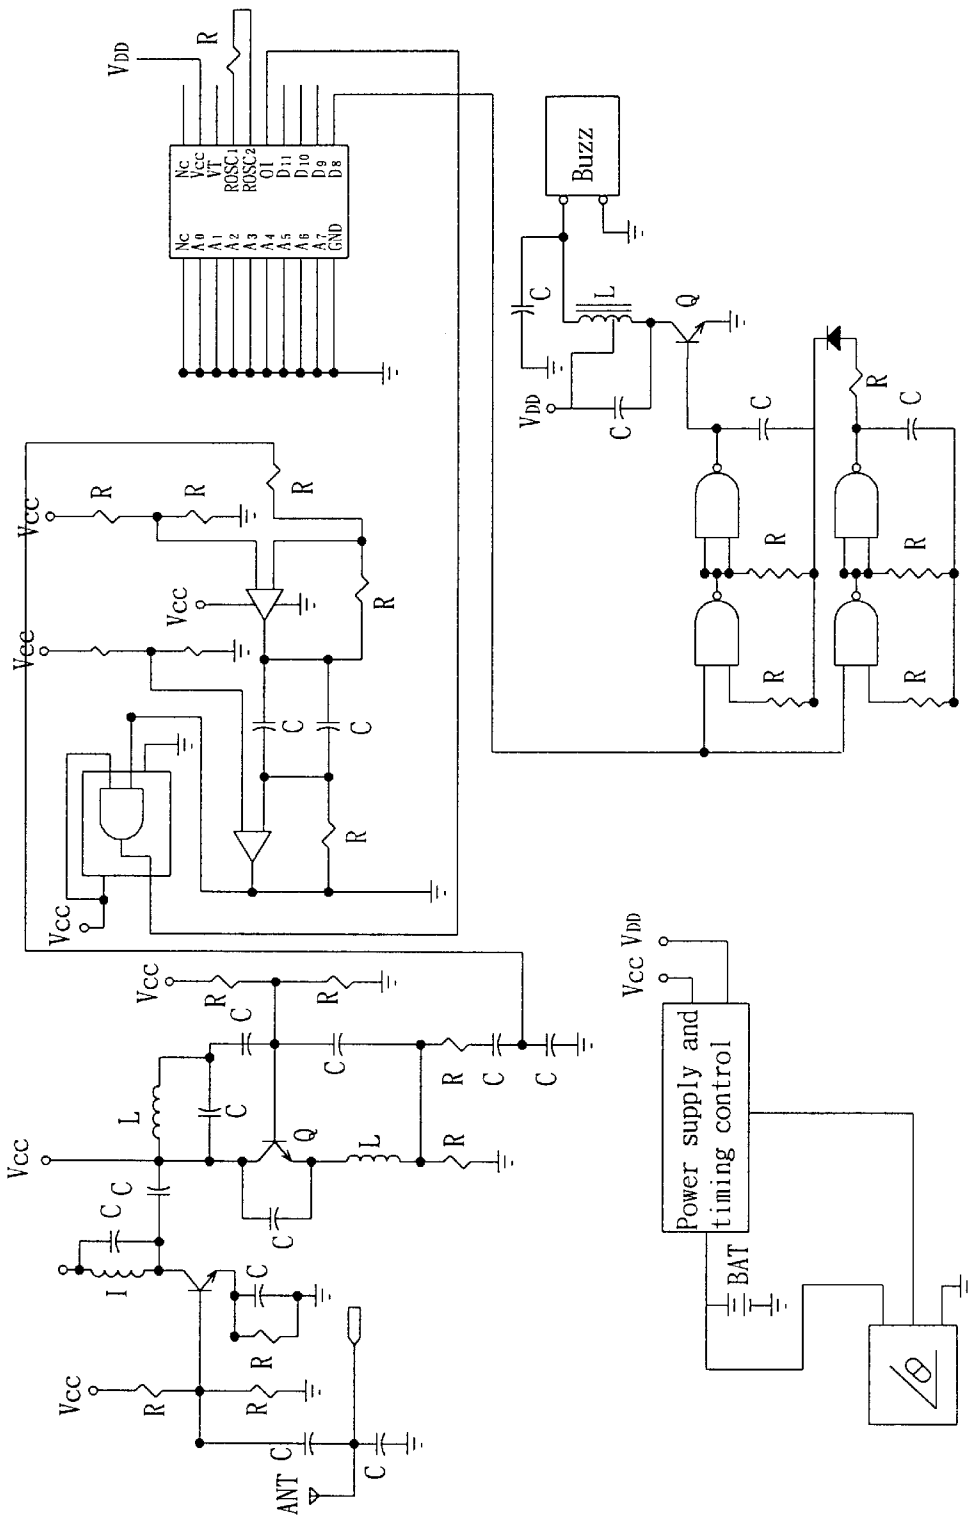 ANT
C
C
Vcc
R
R
I
C
C
R
C
Vcc
L
C
C
C
Q
L
R
Vcc
R
R
C
R
C
C
Vcc
Vcc
Vcc
Vcc
R
R
R
R
C
C
R
VDD
R
Nc
A0
A1
A2
A3
A4
A5
A6
A7
GND
Nc
Vcc
VT
ROSC1
ROSC2
OI
D11
D10
D9
D8
VDD
C
C
L
Q
Buzz
R
R
C
R
R
C
R
Vcc VDD
Power supply and
timing control
BAT
θ